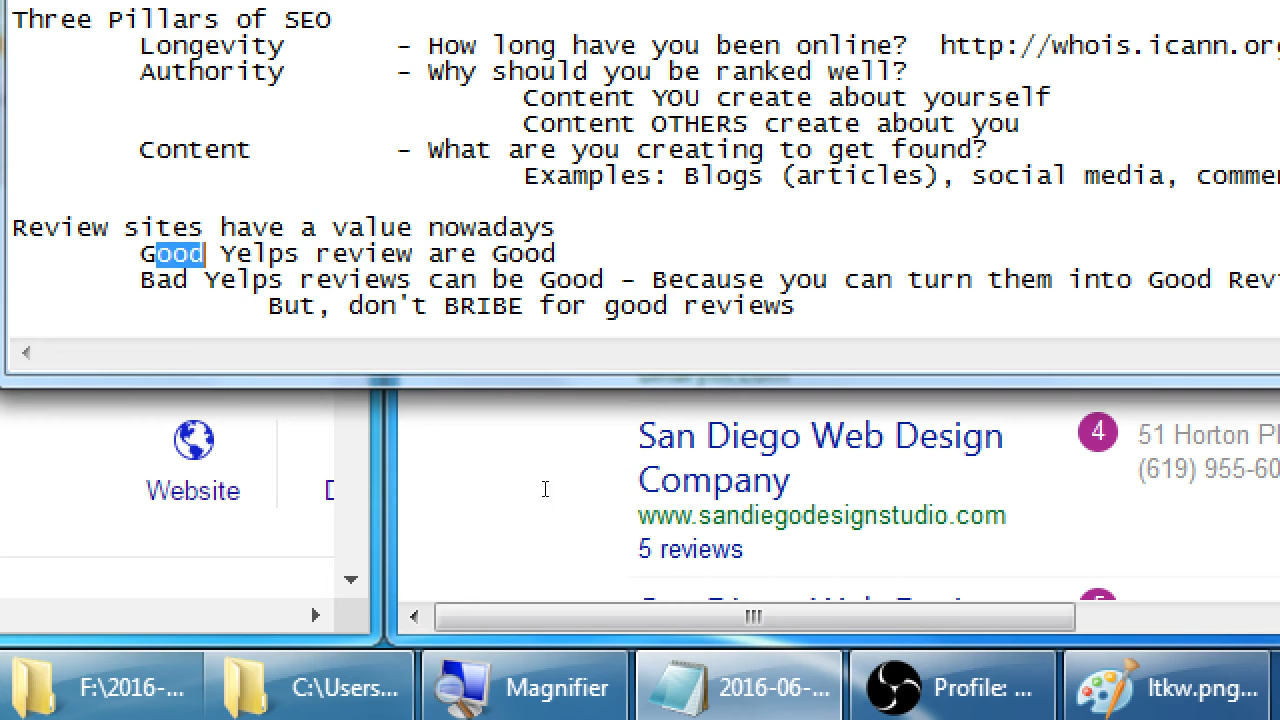 Three Pillars of SEO
Longevity - How long have you been online? http://whois.icann.org
Authority - Why should you be ranked well?
Content YOU create about yourself
Content OTHERS create about you
Content - What are you creating to get found?
Examples: Blogs (articles), social media, comme
Review sites have a value nowadays
Good Yelps review are Good
Bad Yelps reviews can be Good - Because you can turn them into Good Rev
But, don't BRIBE for good reviews
Website
San Diego Web Design
Company
www.sandiegodesignstudio.com
5 reviews
4
51 Horton Pl
(619) 955-60
F:\2016-...
C:\Users...
Magnifier
2016-06-...
Profile: ...
ltkw.png...